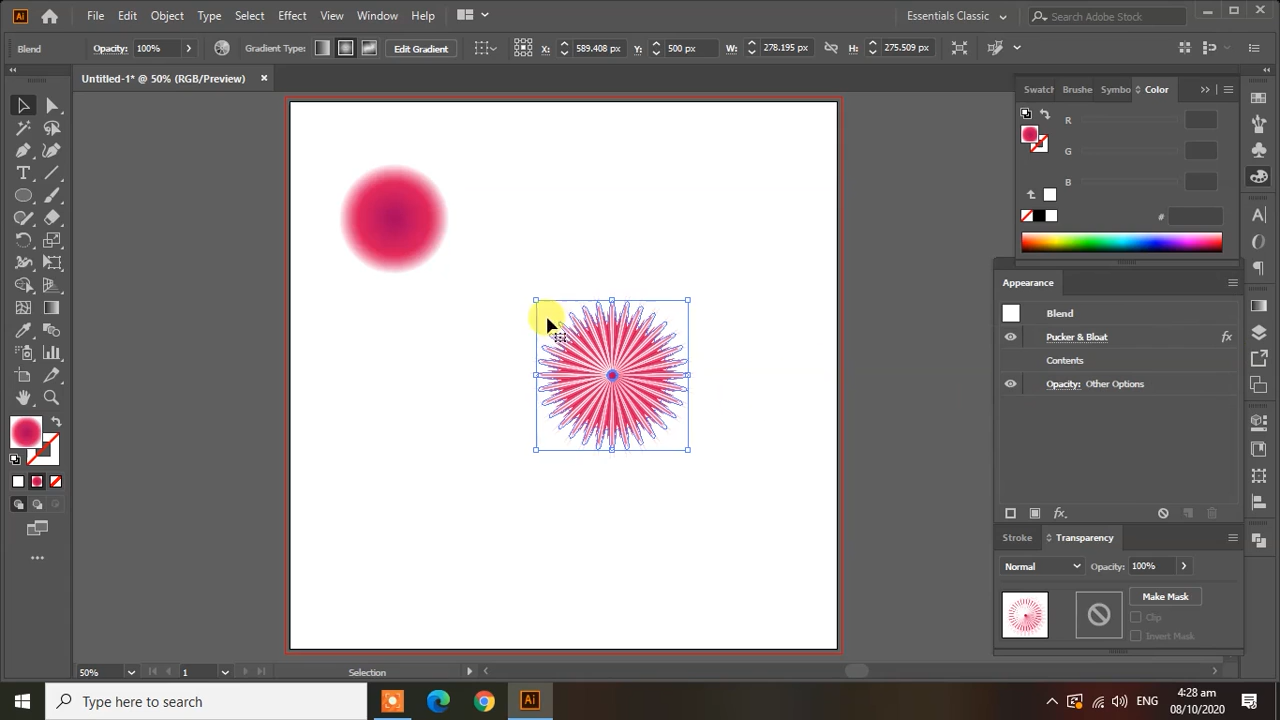 Ai File Edit Object Type Select Effect View Window Help Essentials Classic Search Adobe Stock
Blend Opacity: 100% Gradient Type: Edit Gradient X: 589.408 px Y: 500 px W: 278.195 px H: 275.509 px
Untitled-1* @ 50% (RGB/Preview)
Swatch Brushe Symbo Color
R
G
B
#
Appearance
Blend
Pucker & Bloat fx
Contents
Opacity: Other Options
fx.
Stroke Transparency
Normal Opacity: 100%
Make Mask
Clip
Invert Mask
50% 1 Selection
Type here to search Ai ENG 4:28 am
08/10/2020